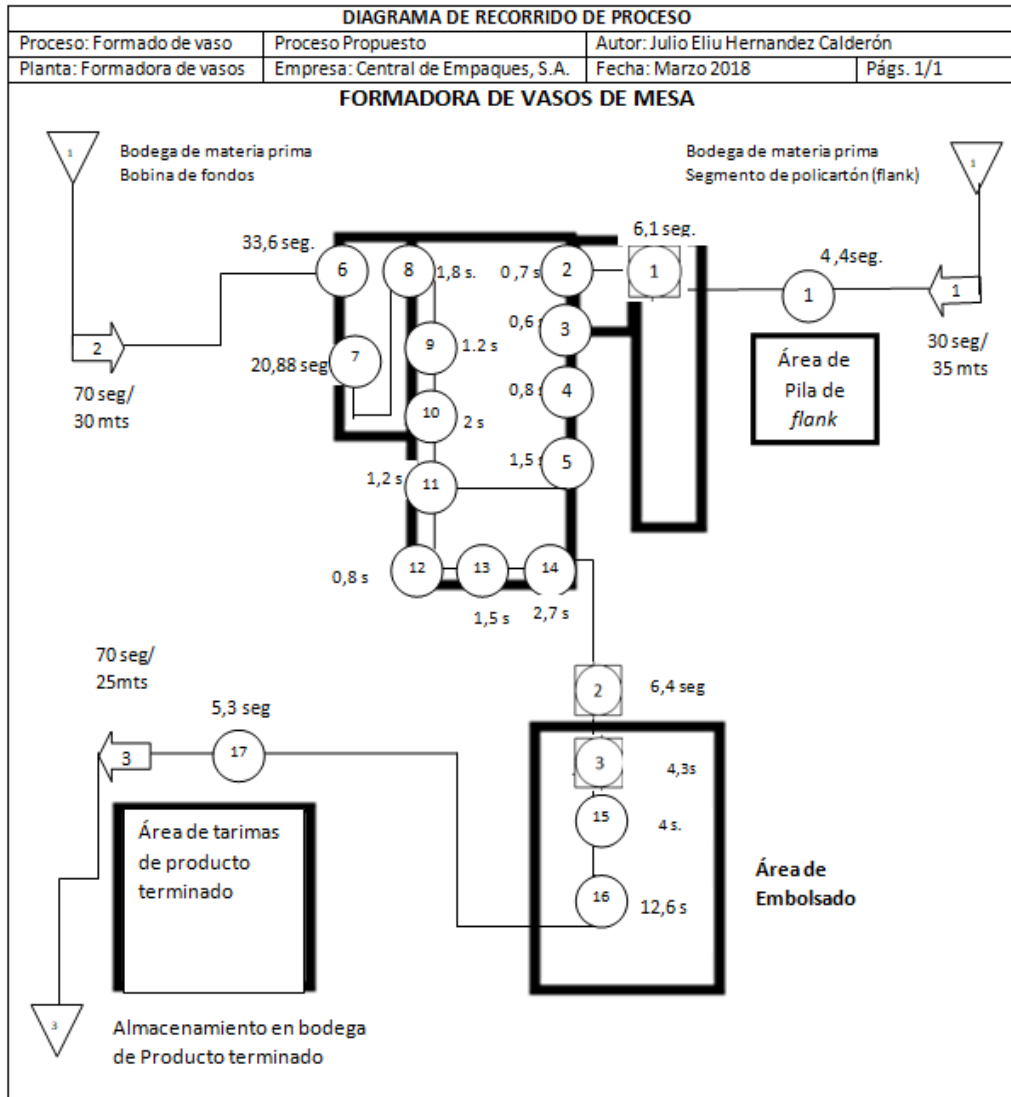 DIAGRAMA DE RECORRIDO DE PROCESO
Proceso: Formado de vaso
Proceso Propuesto
Autor: Julio Eliu Hernandez Calderón
Planta: Formadora de vasos
Empresa: Central de Empaques, S.A.
Fecha: Marzo 2018
Págs. 1/1
FORMADORA DE VASOS DE MESA
1
Bodega de materia prima
Bobina de fondos
Bodega de materia prima
Segmento de policartón (flank)
1
33,6 seg.
6
8
1,8 s.
0,7 s
2
6,1 seg.
1
4,4seg.
1
1
30 seg/
35 mts
2
70 seg/
30 mts
20,88 seg
7
9
1.2 s
0,6 s
3
10
2 s
0,8 s
4
Área de
Pila de
flank
1,2 s
11
1,5 s
5
0,8 s
12
13
14
1,5 s
2,7 s
2
6,4 seg
70 seg/
25mts
5,3 seg
3
17
3
4,3s
15
4 s.
16
12,6 s
Área de
Embolsado
Área de tarimas
de producto
terminado
3
Almacenamiento en bodega
de Producto terminado